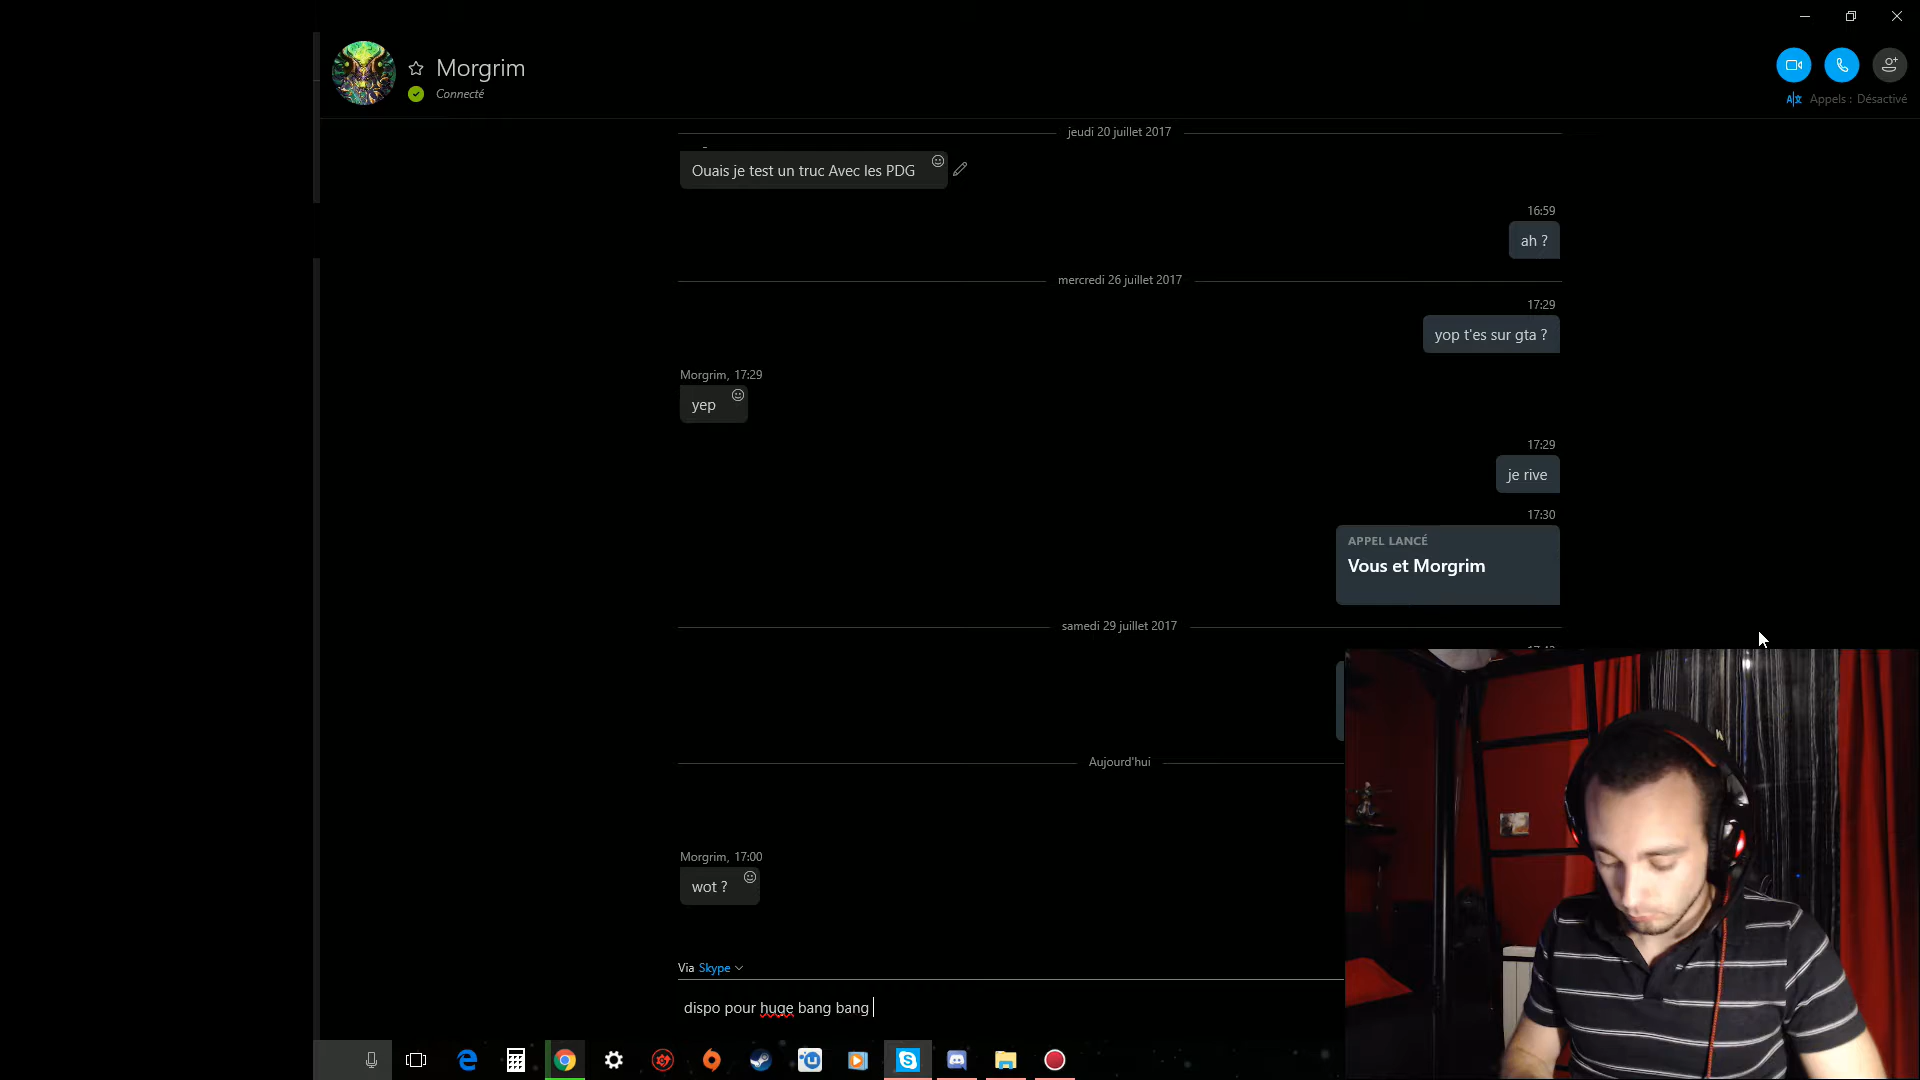 Morgrim
Connecté
Appels : Désactivé
jeudi 20 juillet 2017
Ouais je test un truc Avec les PDG
16:59
ah ?
mercredi 26 juillet 2017
17:29
yop t'es sur gta ?
Morgrim, 17:29
yep
17:29
je rive
17:30
APPEL LANCÉ
Vous et Morgrim
samedi 29 juillet 2017
Aujourd'hui
Morgrim, 17:00
wot ?
Via Skype
dispo pour huge bang bang